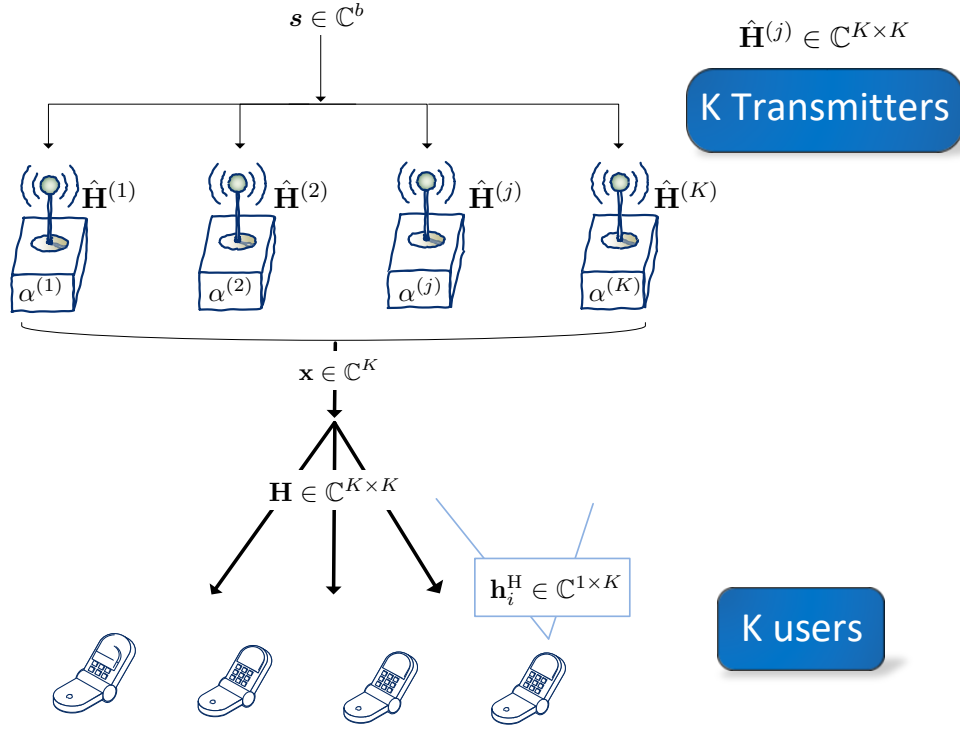 𝒔 ∈ ℂ^b
Ĥ^(j) ∈ ℂ^{K×K}
K Transmitters
Ĥ^(1)
Ĥ^(2)
Ĥ^(j)
Ĥ^(K)
α^(1)
α^(2)
α^(j)
α^(K)
𝐱 ∈ ℂ^K
𝐇 ∈ ℂ^{K×K}
𝐡_i^H ∈ ℂ^{1×K}
K users